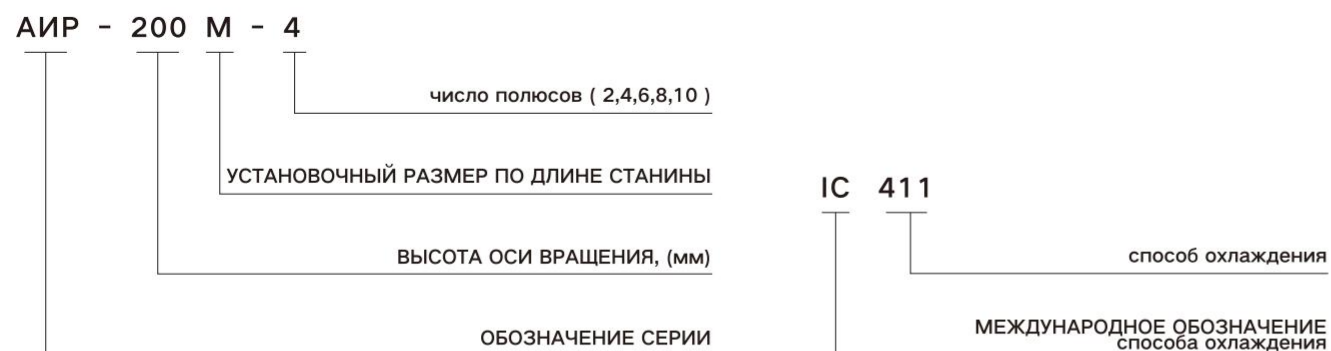 АИР - 200 М - 4
число полюсов ( 2,4,6,8,10 )
УСТАНОВОЧНЫЙ РАЗМЕР ПО ДЛИНЕ СТАНИНЫ
ВЫСОТА ОСИ ВРАЩЕНИЯ, (мм)
ОБОЗНАЧЕНИЕ СЕРИИ
IC 411
способ охлаждения
МЕЖДУНАРОДНОЕ ОБОЗНАЧЕНИЕ
способа охлаждения